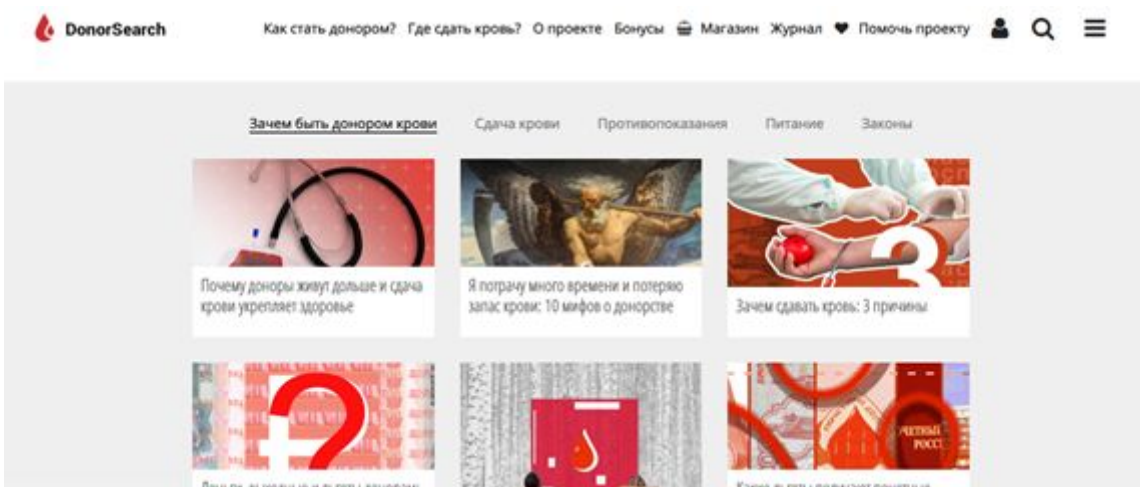 DonorSearch
Как стать донором? Где сдать кровь? О проекте Бонусы Магазин Журнал Помочь проекту
Зачем быть донором крови Сдача крови Противопоказания Питание Законы
Почему доноры живут дольше и сдача
крови укрепляет здоровье
Я потрачу много времени и потеряю
запас крови: 10 мифов о донорстве
3
Зачем сдавать кровь: 3 причины
?